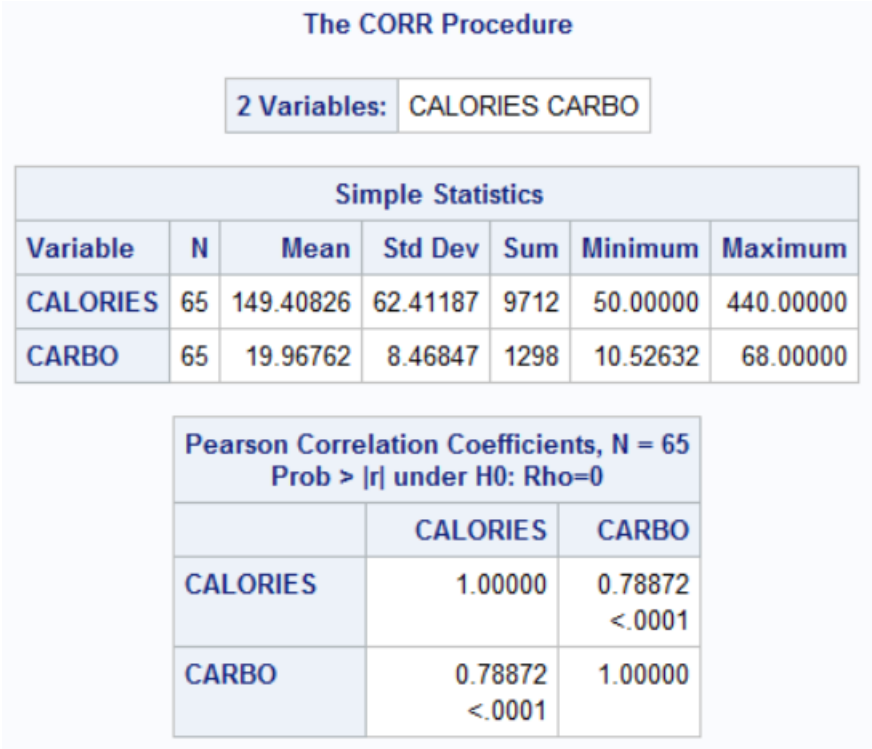 The CORR Procedure
2 Variables: CALORIES CARBO
Simple Statistics
Variable N Mean Std Dev Sum Minimum Maximum
CALORIES 65 149.40826 62.41187 9712 50.00000 440.00000
CARBO 65 19.96762 8.46847 1298 10.52632 68.00000
Pearson Correlation Coefficients, N = 65
Prob > |r| under H0: Rho=0
CALORIES CARBO
CALORIES 1.00000 0.78872
<.0001
CARBO 0.78872 1.00000
<.0001